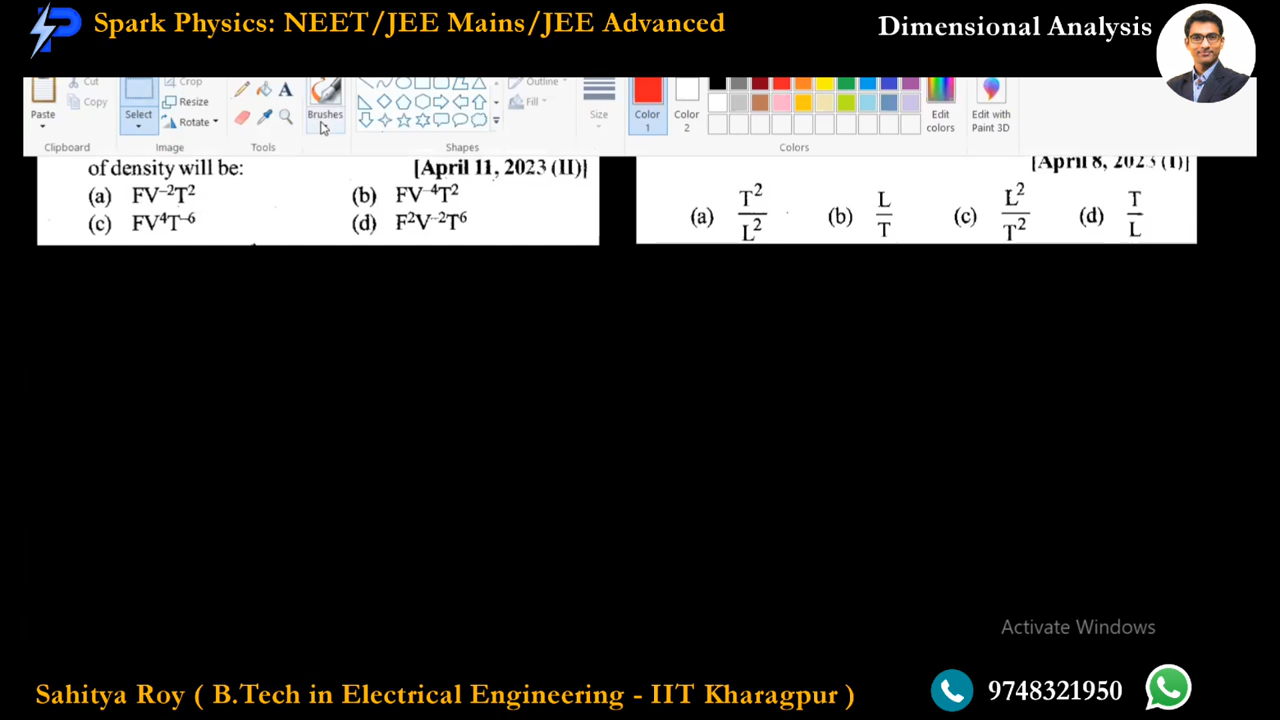 Spark Physics: NEET/JEE Mains/JEE Advanced
Dimensional Analysis
Cut
Copy
Paste
Clipboard
Select
Crop
Resize
Rotate
Image
A
Tools
Brushes
Shapes
Outline
Fill
Size
Color 1
Color 2
Colors
Edit colors
Edit with Paint 3D
of density will be: [April 11, 2023 (II)]
(a) FV⁻²T² (b) FV⁻⁴T²
(c) FV⁴T⁻⁶ (d) F²V⁻²T⁶
[April 8, 2023 (I)]
(a) T²/L² (b) L/T (c) L²/T² (d) T/L
Activate Windows
Sahitya Roy ( B.Tech in Electrical Engineering - IIT Kharagpur )
9748321950